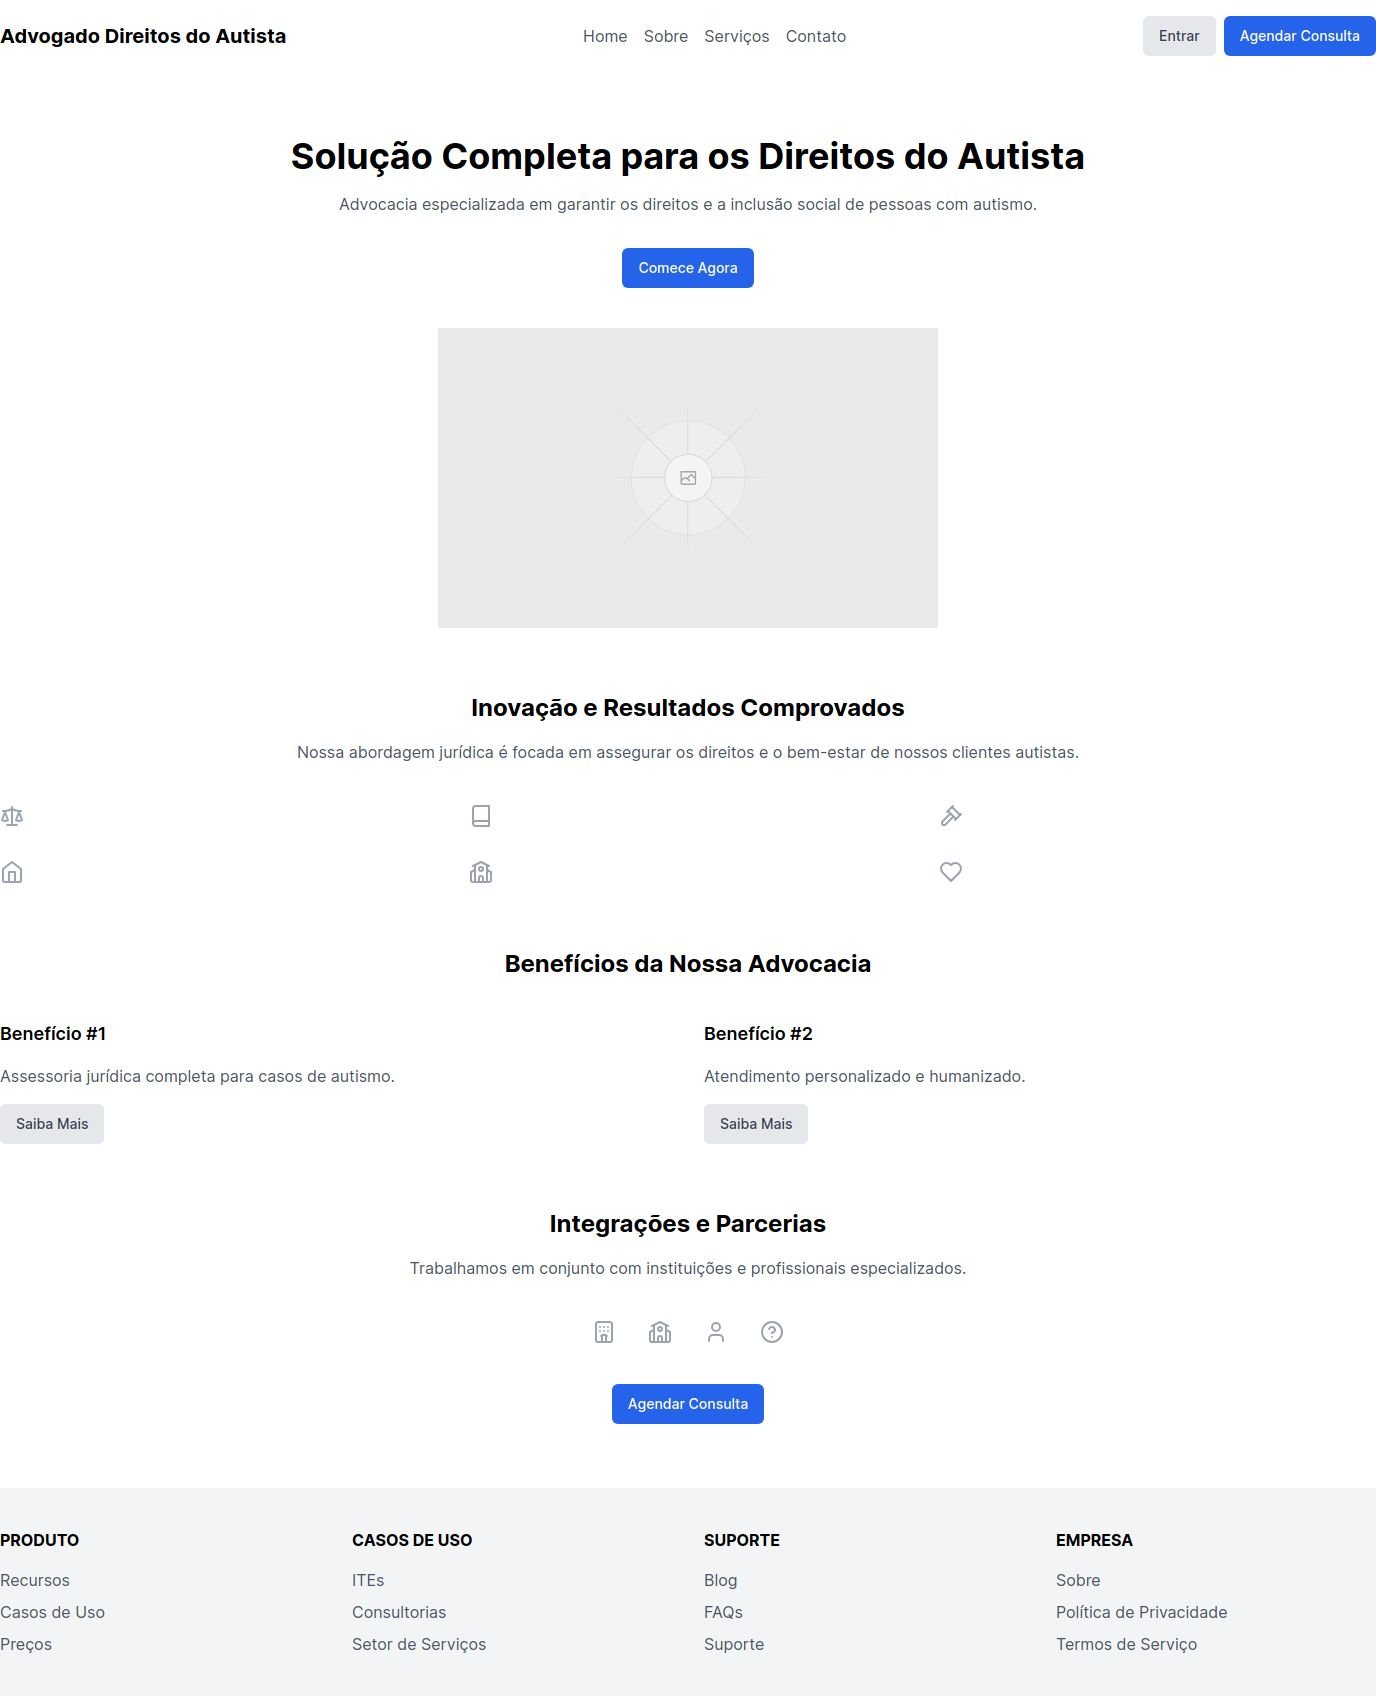 Advogado Direitos do Autista
Home Sobre Serviços Contato
Entrar Agendar Consulta
Solução Completa para os Direitos do Autista
Advocacia especializada em garantir os direitos e a inclusão social de pessoas com autismo.
Comece Agora
Inovação e Resultados Comprovados
Nossa abordagem jurídica é focada em assegurar os direitos e o bem-estar de nossos clientes autistas.
Benefícios da Nossa Advocacia
Benefício #1
Assessoria jurídica completa para casos de autismo.
Saiba Mais
Benefício #2
Atendimento personalizado e humanizado.
Saiba Mais
Integrações e Parcerias
Trabalhamos em conjunto com instituições e profissionais especializados.
Agendar Consulta
PRODUTO
Recursos
Casos de Uso
Preços
CASOS DE USO
ITEs
Consultorias
Setor de Serviços
SUPORTE
Blog
FAQs
Suporte
EMPRESA
Sobre
Política de Privacidade
Termos de Serviço